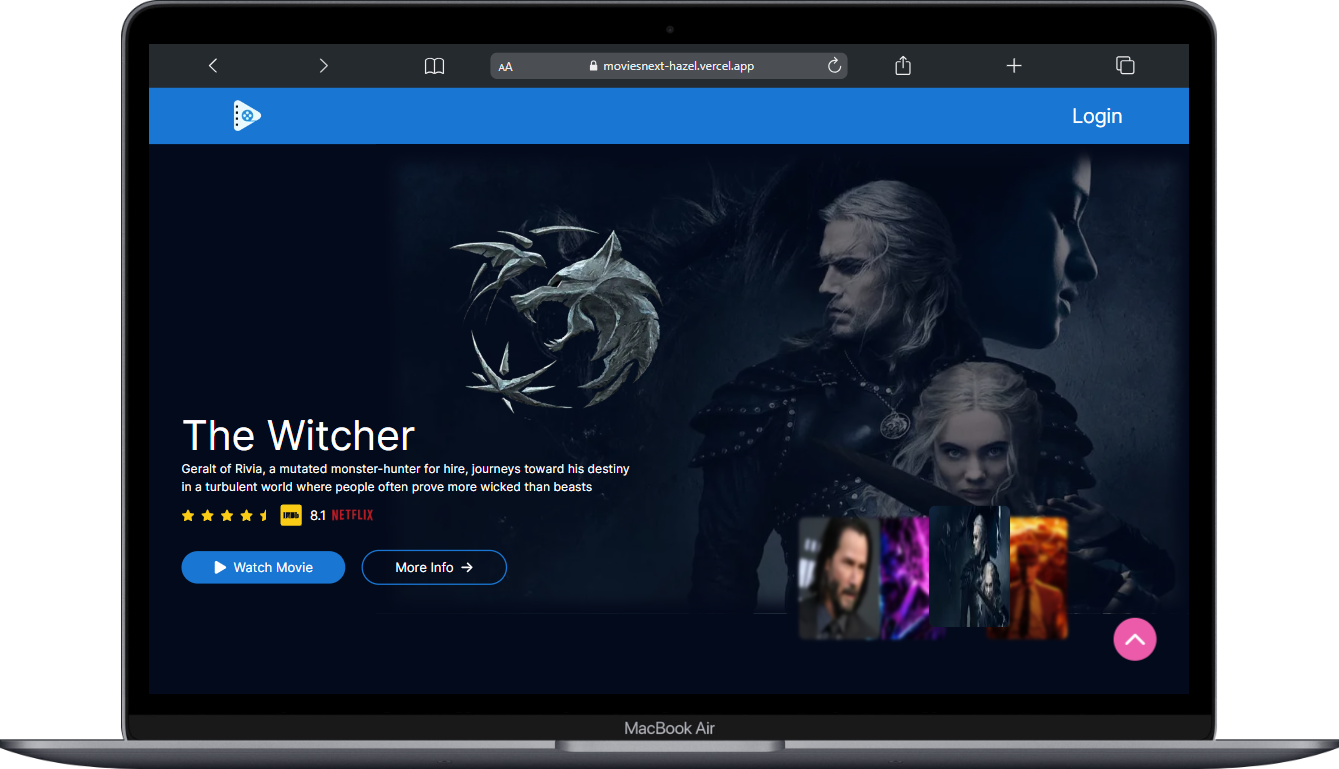 AA
moviesnext-hazel.vercel.app
Login
The Witcher
Geralt of Rivia, a mutated monster-hunter for hire, journeys toward his destiny
in a turbulent world where people often prove more wicked than beasts
IMDb 8.1 NETFLIX
Watch Movie
More Info →
MacBook Air